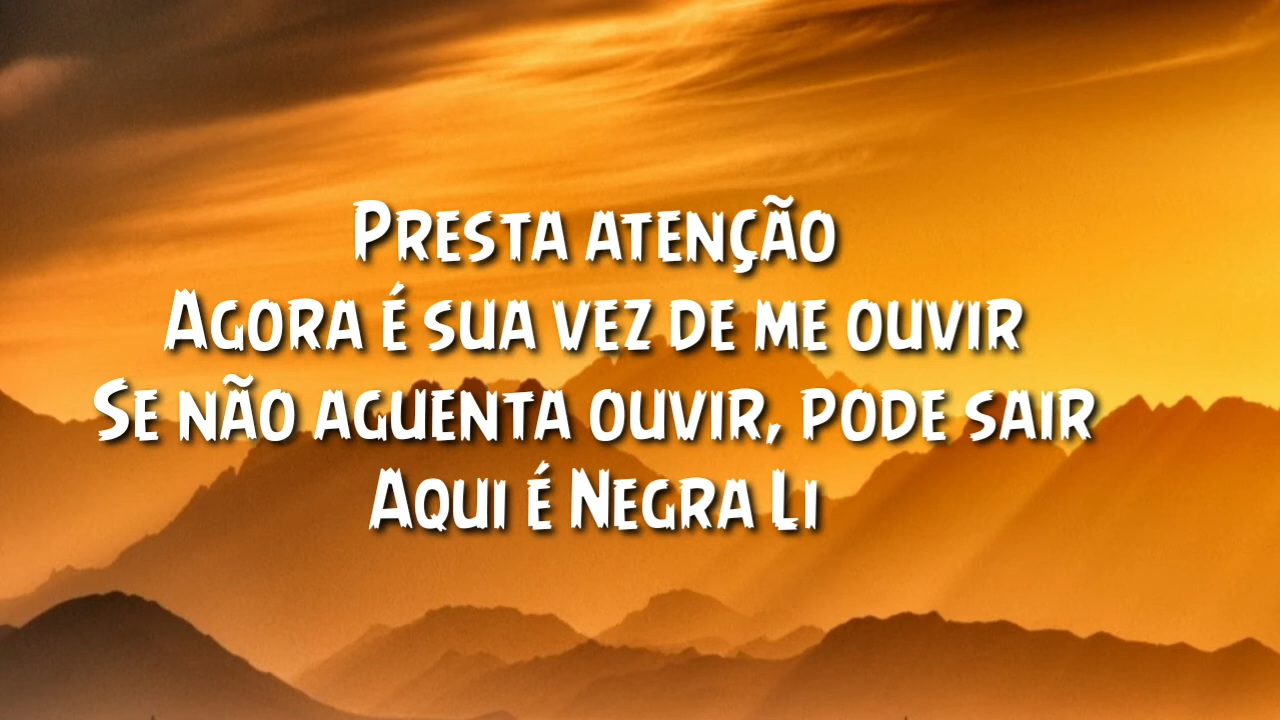 Presta atenção
Agora é sua vez de me ouvir
Se não aguenta ouvir, pode sair
Aqui é Negra Li